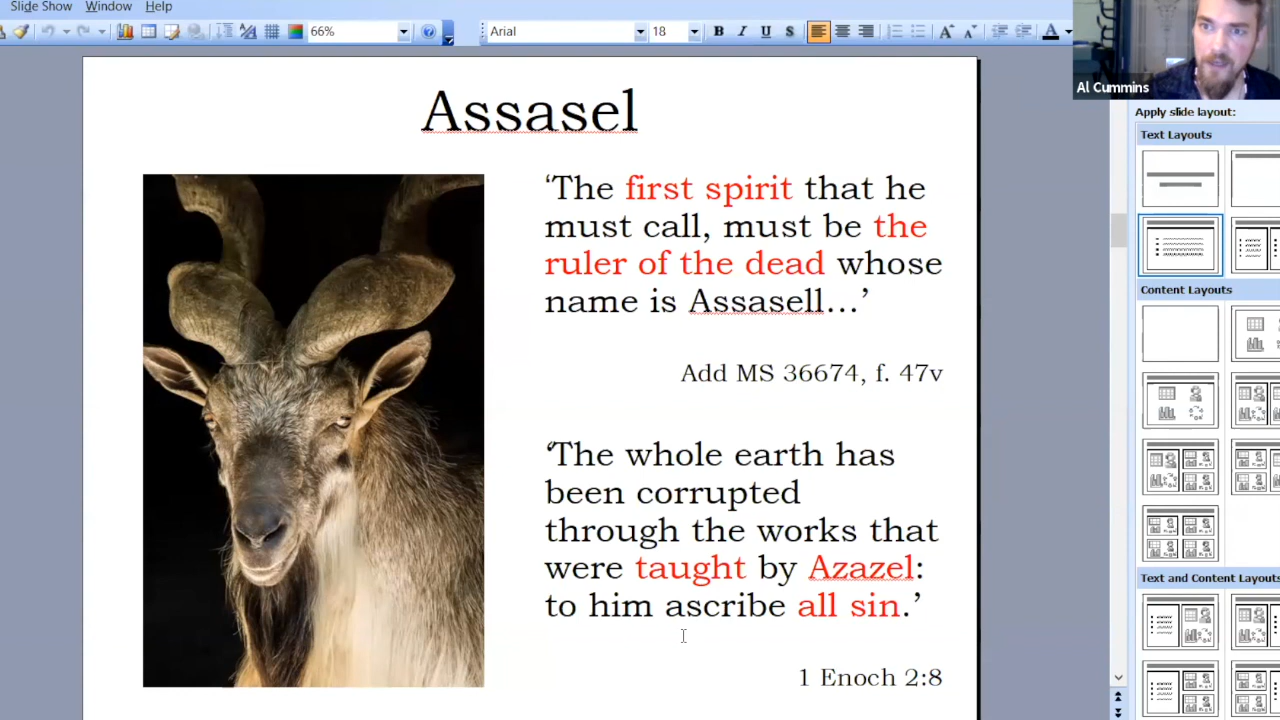 Slide Show Window Help
66%
Arial
18
B I U S
A
Al Cummins
Apply slide layout:
Text Layouts
Content Layouts
Text and Content Layouts
Assasel
‘The first spirit that he
must call, must be the
ruler of the dead whose
name is Assasell…’
Add MS 36674, f. 47v
‘The whole earth has
been corrupted
through the works that
were taught by Azazel:
to him ascribe all sin.’
1 Enoch 2:8